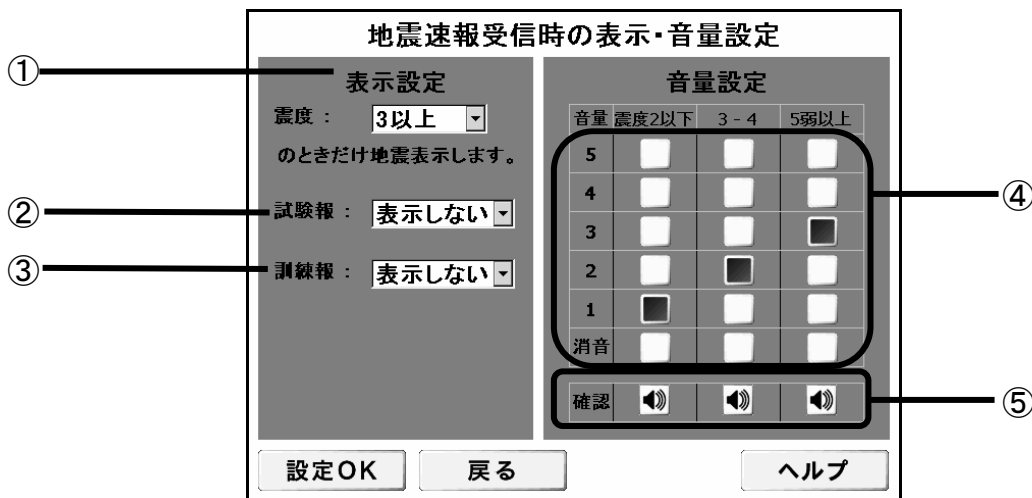 地震速報受信時の表示・音量設定
①
表示設定
震度： 3以上
のときだけ地震表示します。
②
試験報： 表示しない
③
訓練報： 表示しない
音量設定
音量 震度2以下 3 - 4 5弱以上
5
4
3
2
1
消音
④
確認
⑤
設定OK 戻る ヘルプ